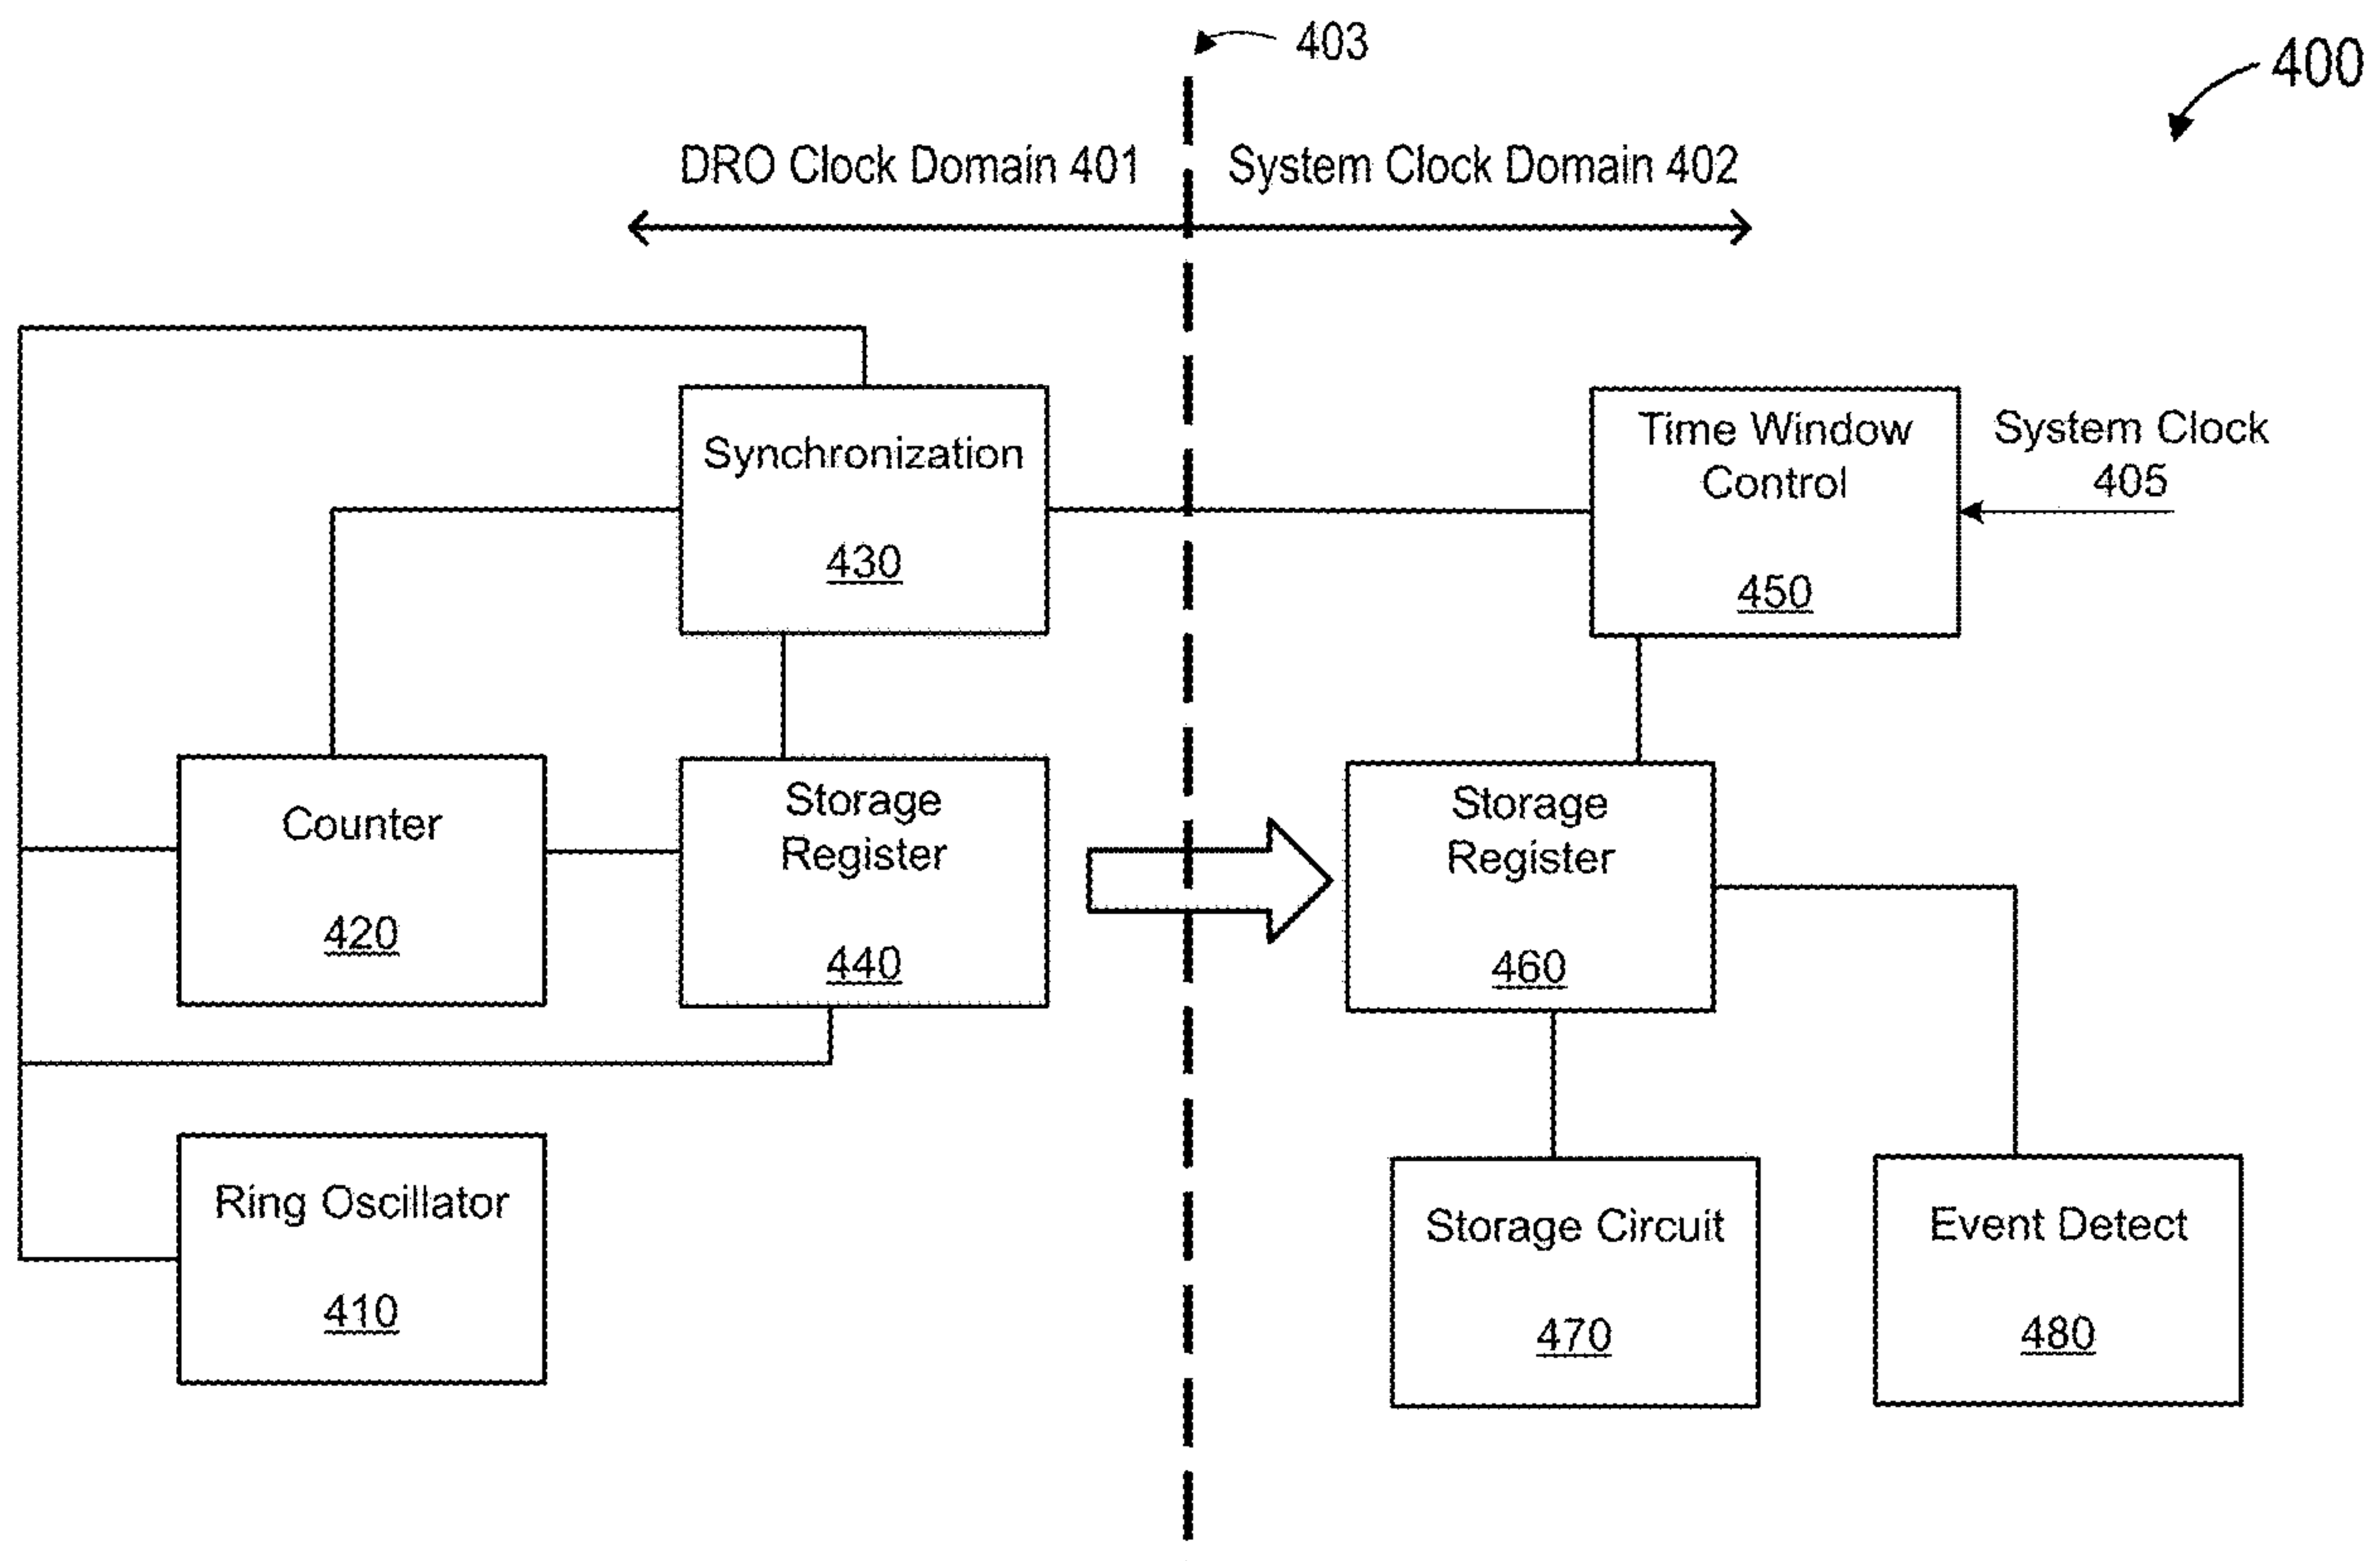 403
400
DRO Clock Domain 401
System Clock Domain 402
Synchronization
430
Time Window
Control
450
System Clock
405
Counter
420
Storage
Register
440
Storage
Register
460
Ring Oscillator
410
Storage Circuit
470
Event Detect
480